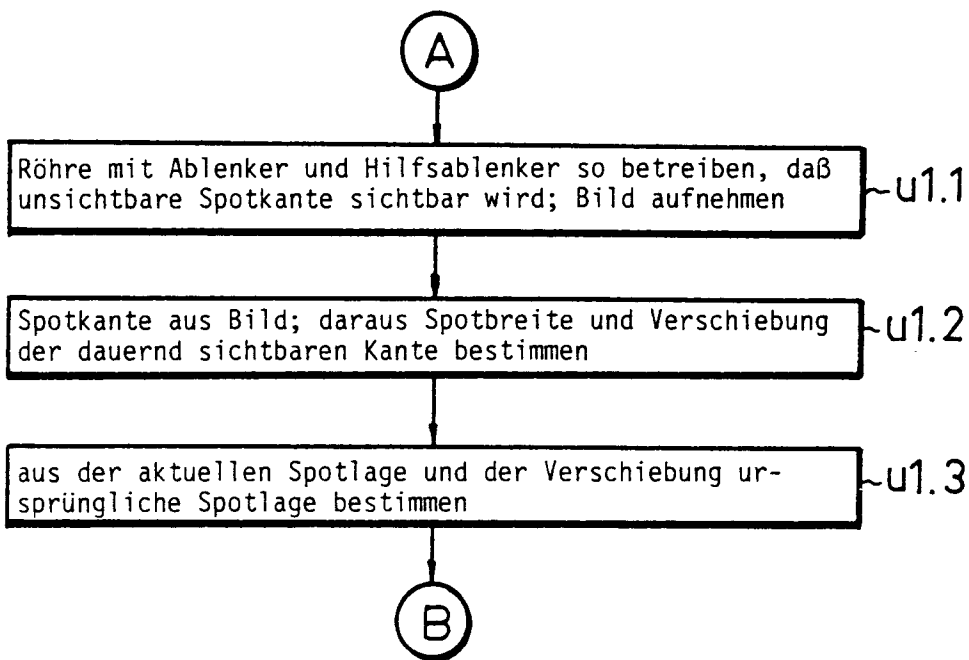 A
Röhre mit Ablenker und Hilfsablenker so betreiben, daß
unsichtbare Spotkante sichtbar wird; Bild aufnehmen
u1.1
Spotkante aus Bild; daraus Spotbreite und Verschiebung
der dauernd sichtbaren Kante bestimmen
u1.2
aus der aktuellen Spotlage und der Verschiebung ur-
sprüngliche Spotlage bestimmen
u1.3
B